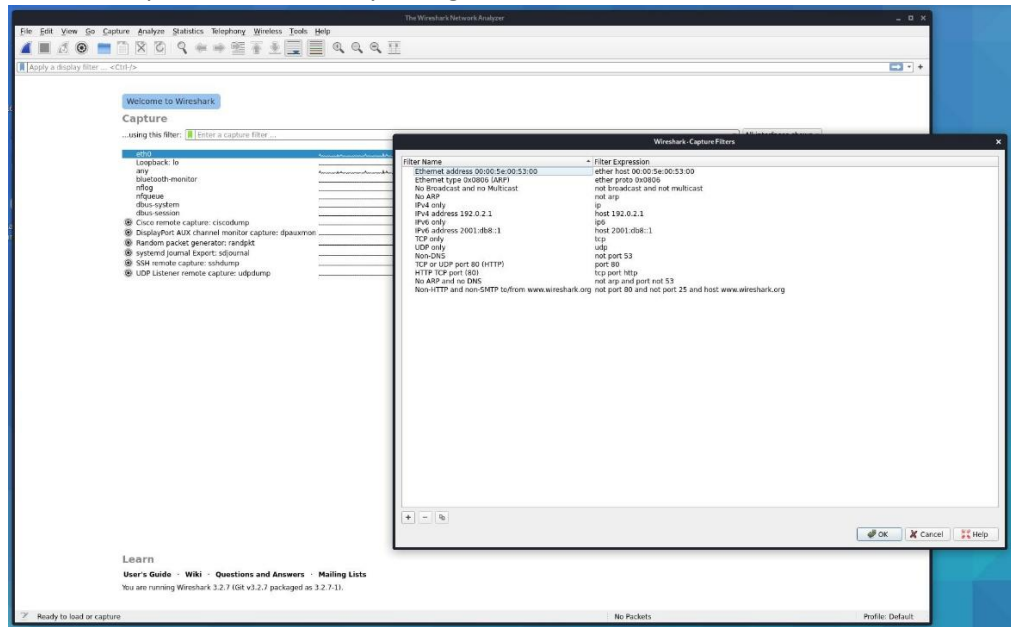 The Wireshark Network Analyzer
File Edit View Go Capture Analyze Statistics Telephony Wireless Tools Help
Apply a display filter ... <Ctrl-/>
Welcome to Wireshark
Capture
...using this filter: Enter a capture filter ...
eth0
Loopback: lo
any
bluetooth-monitor
nflog
nfqueue
dbus-system
dbus-session
Cisco remote capture: ciscodump
DisplayPort AUX channel monitor capture: dpauxmon
Random packet generator: randpkt
systemd Journal Export: sdjournal
SSH remote capture: sshdump
UDP Listener remote capture: udpdump
Wireshark · Capture Filters
Filter Name Filter Expression
Ethernet address 00:00:5e:00:53:00 ether host 00:00:5e:00:53:00
Ethernet type 0x0806 (ARP) ether proto 0x0806
No Broadcast and no Multicast not broadcast and not multicast
No ARP not arp
IPv4 only ip
IPv4 address 192.0.2.1 host 192.0.2.1
IPv6 only ip6
IPv6 address 2001:db8::1 host 2001:db8::1
TCP only tcp
UDP only udp
Non-DNS not port 53
TCP or UDP port 80 (HTTP) port 80
HTTP TCP port (80) tcp port http
No ARP and no DNS not arp and port not 53
Non-HTTP and non-SMTP to/from www.wireshark.org not port 80 and not port 25 and host www.wireshark.org
OK Cancel Help
Learn
User's Guide · Wiki · Questions and Answers · Mailing Lists
You are running Wireshark 3.2.7 (Git v3.2.7 packaged as 3.2.7-1).
Ready to load or capture No Packets Profile: Default